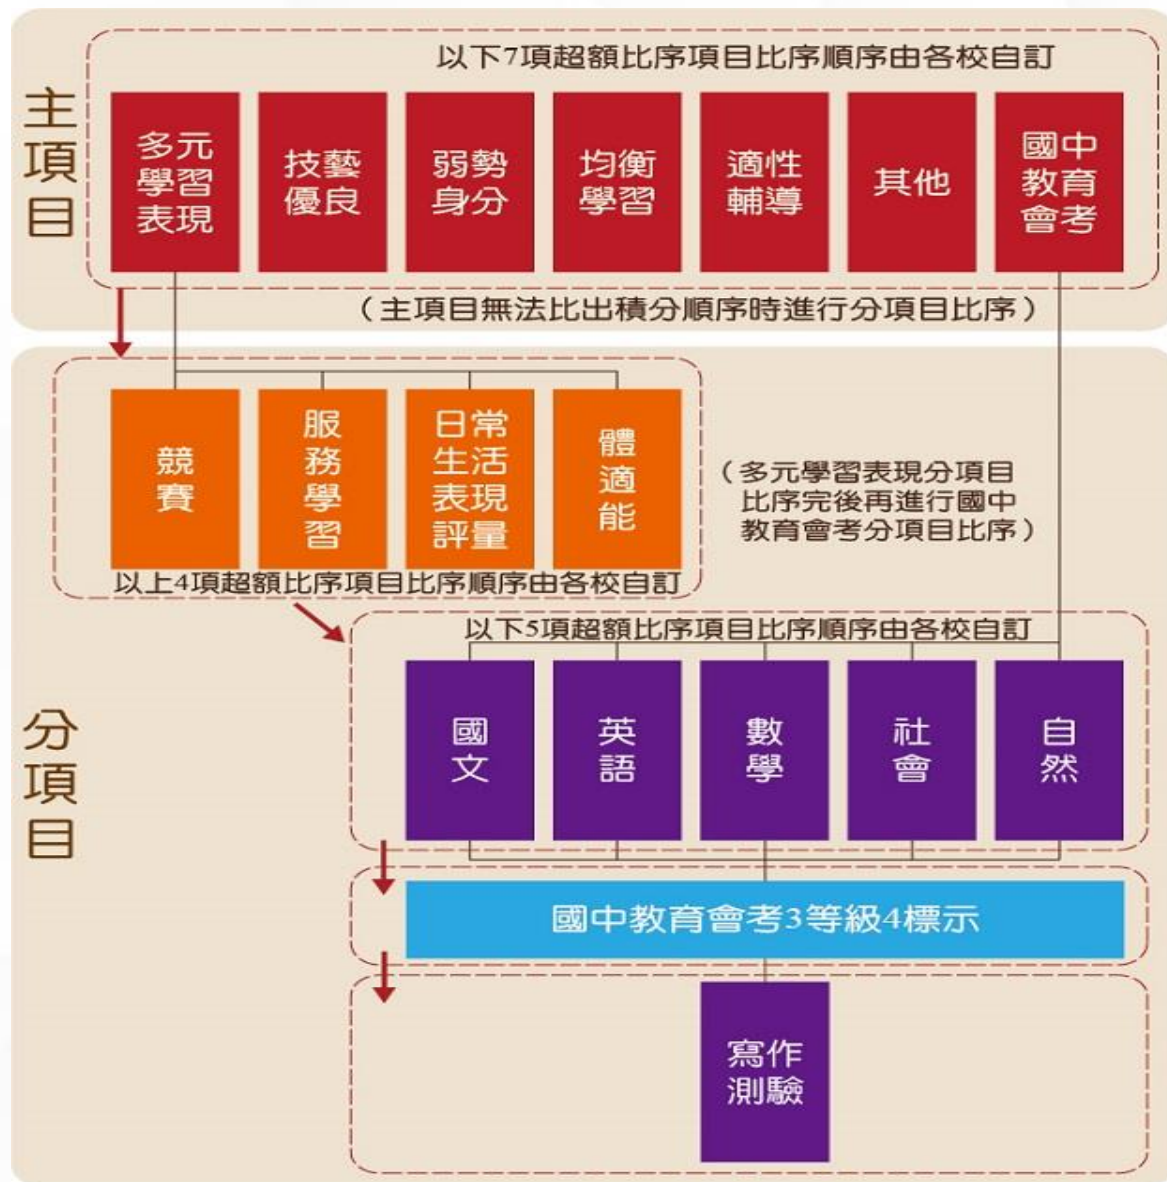 主項目
以下7項超額比序項目比序順序由各校自訂
多元
學習
表現
技藝
優良
弱勢
身分
均衡
學習
適性
輔導
其他
國中
教育
會考
（主項目無法比出積分順序時進行分項目比序）
分項目
競賽
服務學習
日常
生活
表現
評量
體適能
（多元學習表現分項目
比序完後再進行國中
教育會考分項目比序）
以上4項超額比序項目比序順序由各校自訂
以下5項超額比序項目比序順序由各校自訂
國文
英語
數學
社會
自然
國中教育會考3等級4標示
寫作
測驗